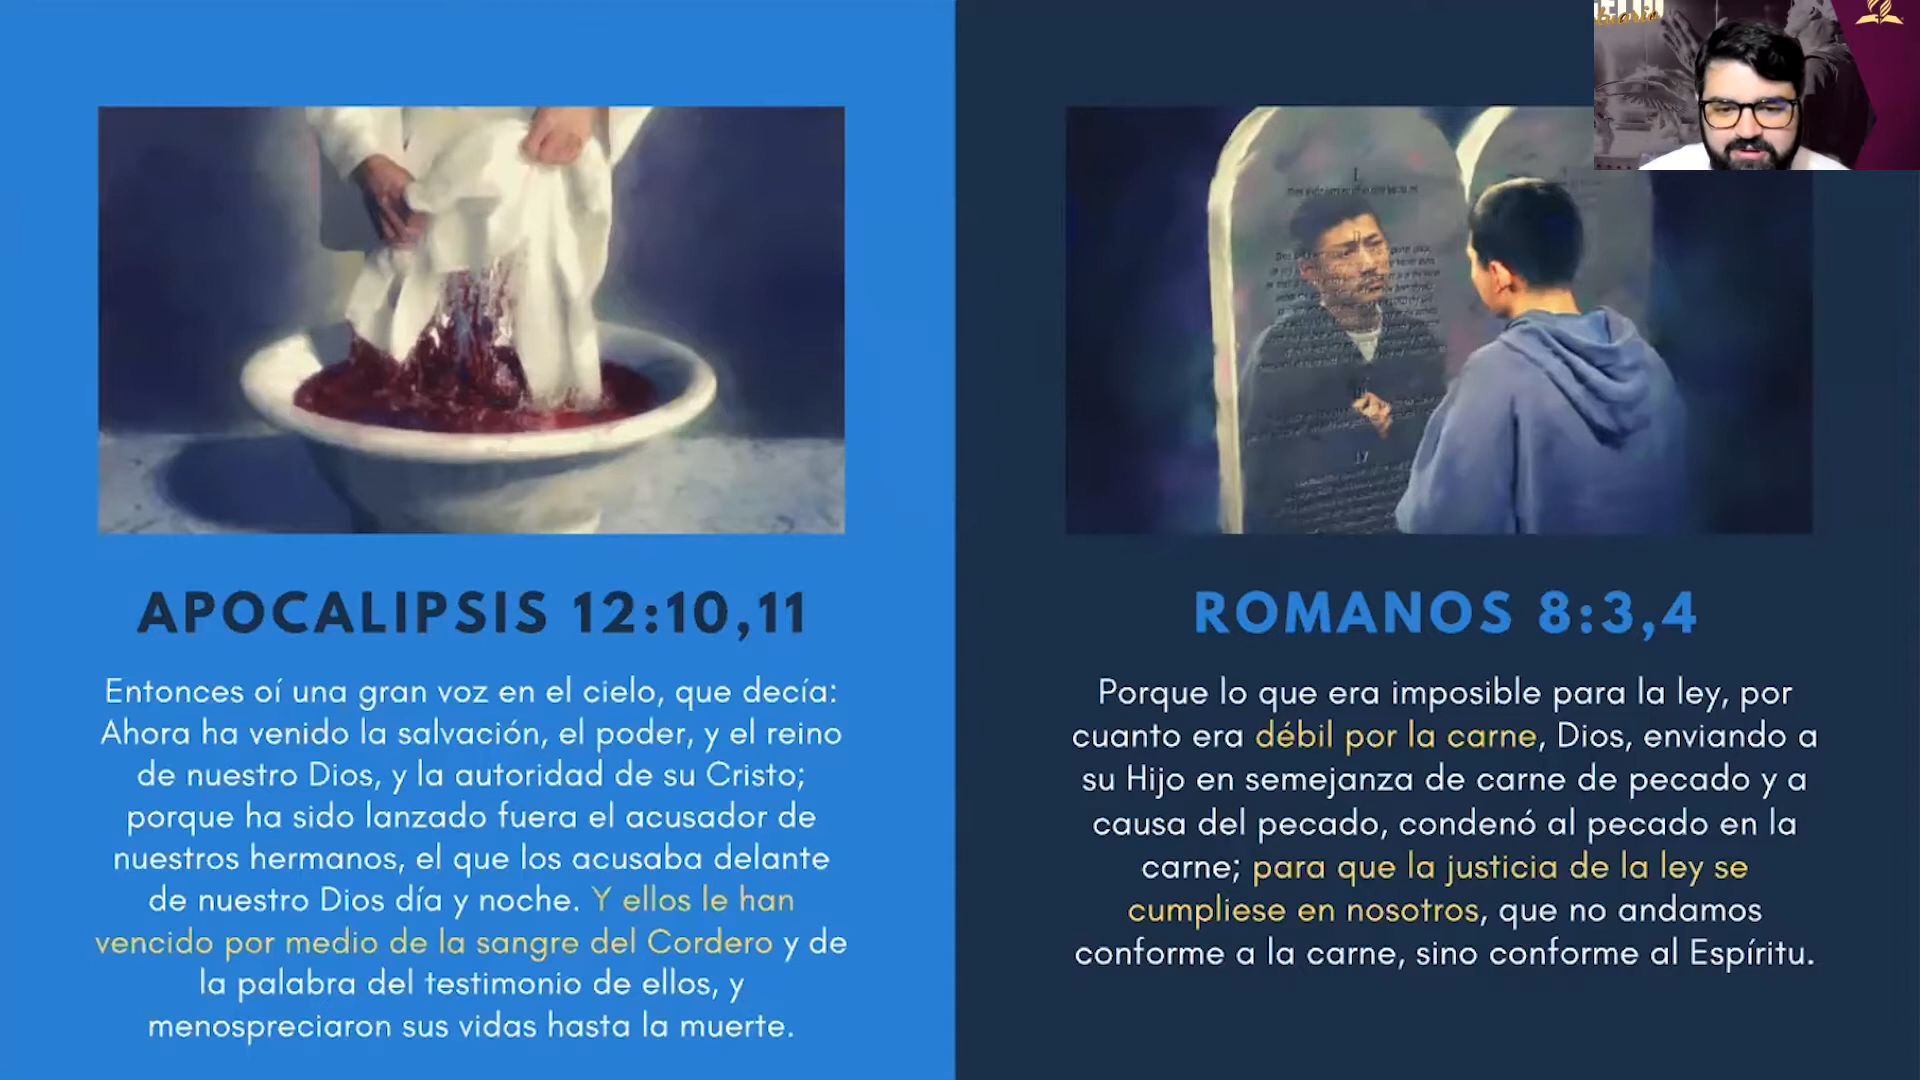 APOCALIPSIS 12:10,11
Entonces oí una gran voz en el cielo, que decía:
Ahora ha venido la salvación, el poder, y el reino
de nuestro Dios, y la autoridad de su Cristo;
porque ha sido lanzado fuera el acusador de
nuestros hermanos, el que los acusaba delante
de nuestro Dios día y noche. Y ellos le han
vencido por medio de la sangre del Cordero y de
la palabra del testimonio de ellos, y
menospreciaron sus vidas hasta la muerte.
I
II
IV
ROMANOS 8:3,4
Porque lo que era imposible para la ley, por
cuanto era débil por la carne, Dios, enviando a
su Hijo en semejanza de carne de pecado y a
causa del pecado, condenó al pecado en la
carne; para que la justicia de la ley se
cumpliese en nosotros, que no andamos
conforme a la carne, sino conforme al Espíritu.